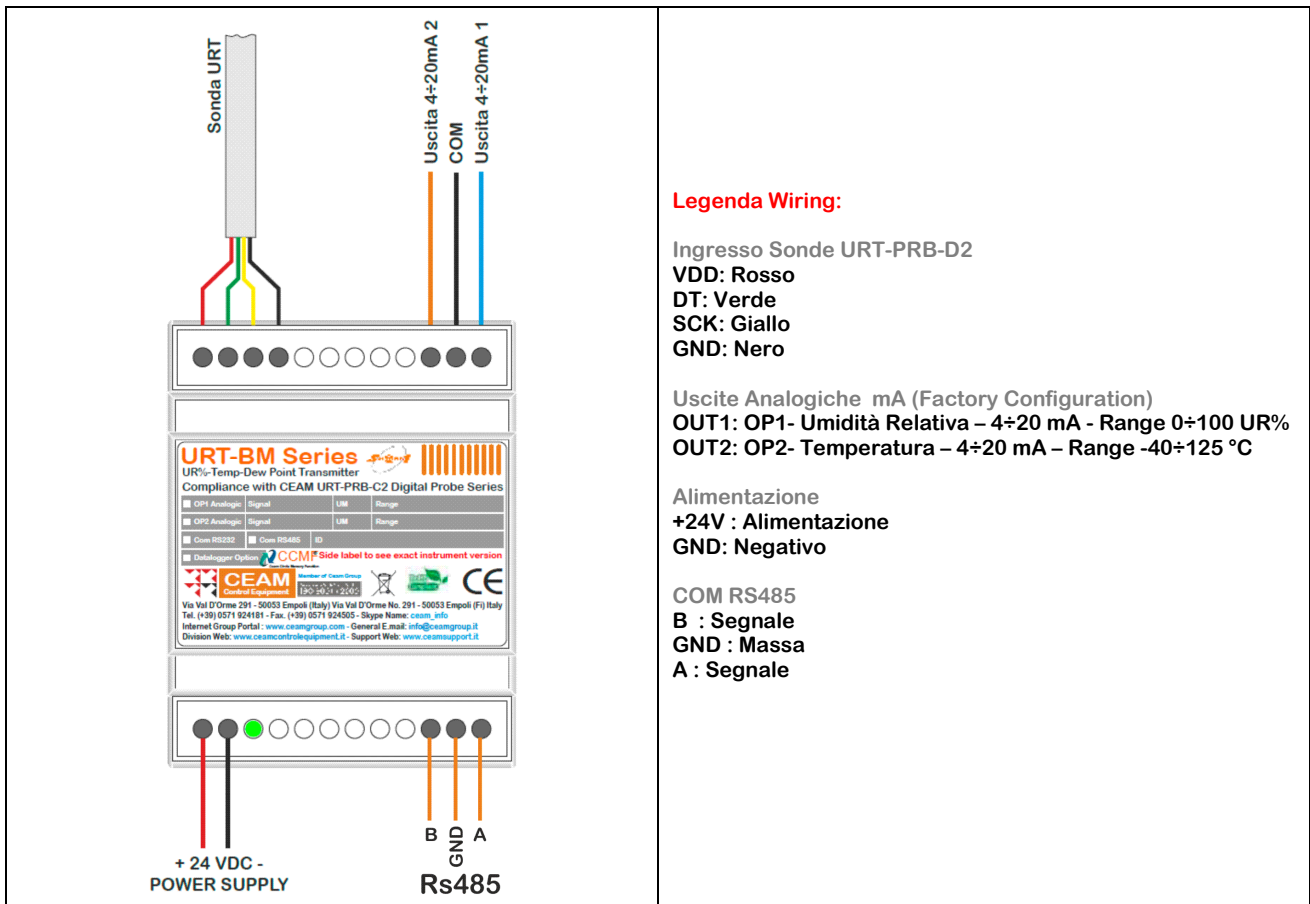 Sonda URT
Uscita 4÷20mA 2
COM
Uscita 4÷20mA 1
URT-BM Series
UR%-Temp-Dew Point Transmitter
Compliance with CEAM URT-PRB-C2 Digital Probe Series
OP1 Analogic Signal UM Range
OP2 Analogic Signal UM Range
Com RS232 Com RS485 ID
Datalogger Option CCMF Side label to see exact instrument version
CEAM
Control Equipment
Member of Ceam Group
CE
Via Val D'Orme 291 - 50053 Empoli (Italy) Via Val D'Orme No. 291 - 50053 Empoli (Fi) Italy
Tel. (+39) 0571 924181 - Fax. (+39) 0571 924505 - Skype Name: ceam_info
Internet Group Portal : www.ceamgroup.com - General E.mail: info@ceamgroup.it
Division Web: www.ceamcontrolequipment.it - Support Web: www.ceamsupport.it
+ 24 VDC -
POWER SUPPLY
B GND A
Rs485
Legenda Wiring:
Ingresso Sonde URT-PRB-D2
VDD: Rosso
DT: Verde
SCK: Giallo
GND: Nero
Uscite Analogiche mA (Factory Configuration)
OUT1: OP1- Umidità Relativa – 4÷20 mA - Range 0÷100 UR%
OUT2: OP2- Temperatura – 4÷20 mA – Range -40÷125 °C
Alimentazione
+24V : Alimentazione
GND: Negativo
COM RS485
B : Segnale
GND : Massa
A : Segnale